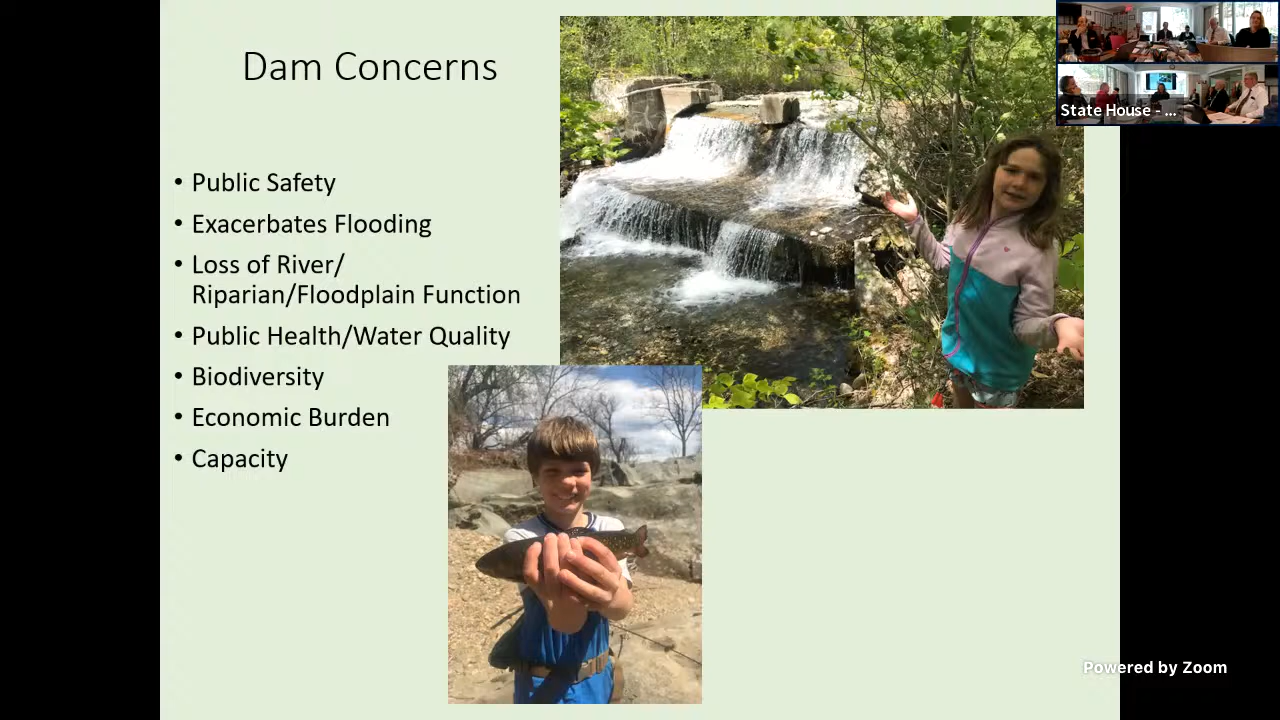 Dam Concerns
• Public Safety
• Exacerbates Flooding
• Loss of River/
Riparian/Floodplain Function
• Public Health/Water Quality
• Biodiversity
• Economic Burden
• Capacity
State House - ...
Powered by Zoom